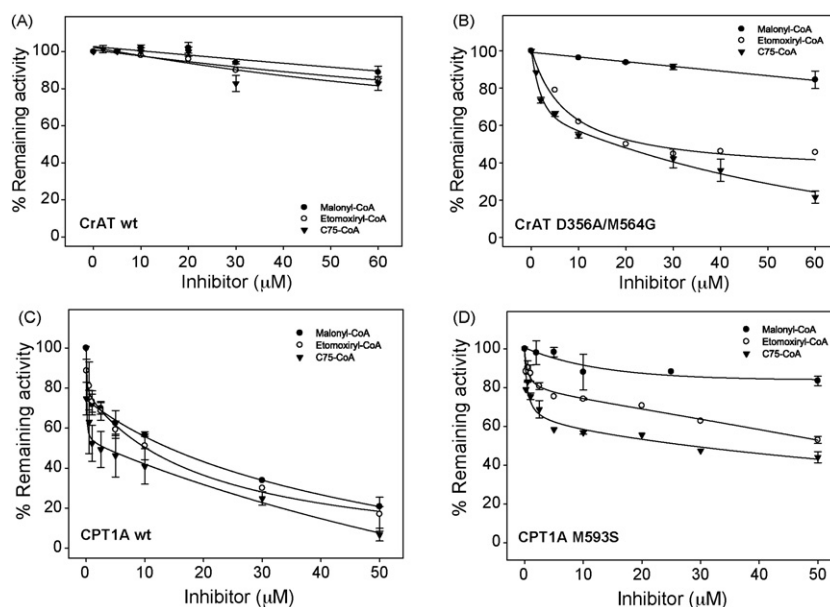 (A)
% Remaining activity
100
80
60
40
20
0
● Malonyl-CoA
○ Etomoxiryl-CoA
▼ C75-CoA
CrAT wt
0 10 20 30 40 50 60
Inhibitor (μM)
(B)
% Remaining activity
100
80
60
40
20
0
● Malonyl-CoA
○ Etomoxiryl-CoA
▼ C75-CoA
CrAT D356A/M564G
0 10 20 30 40 50 60
Inhibitor (μM)
(C)
% Remaining activity
100
80
60
40
20
0
● Malonyl-CoA
○ Etomoxiryl-CoA
▼ C75-CoA
CPT1A wt
0 10 20 30 40 50
Inhibitor (μM)
(D)
% Remaining activity
100
80
60
40
20
0
● Malonyl-CoA
○ Etomoxiryl-CoA
▼ C75-CoA
CPT1A M593S
0 10 20 30 40 50
Inhibitor (μM)